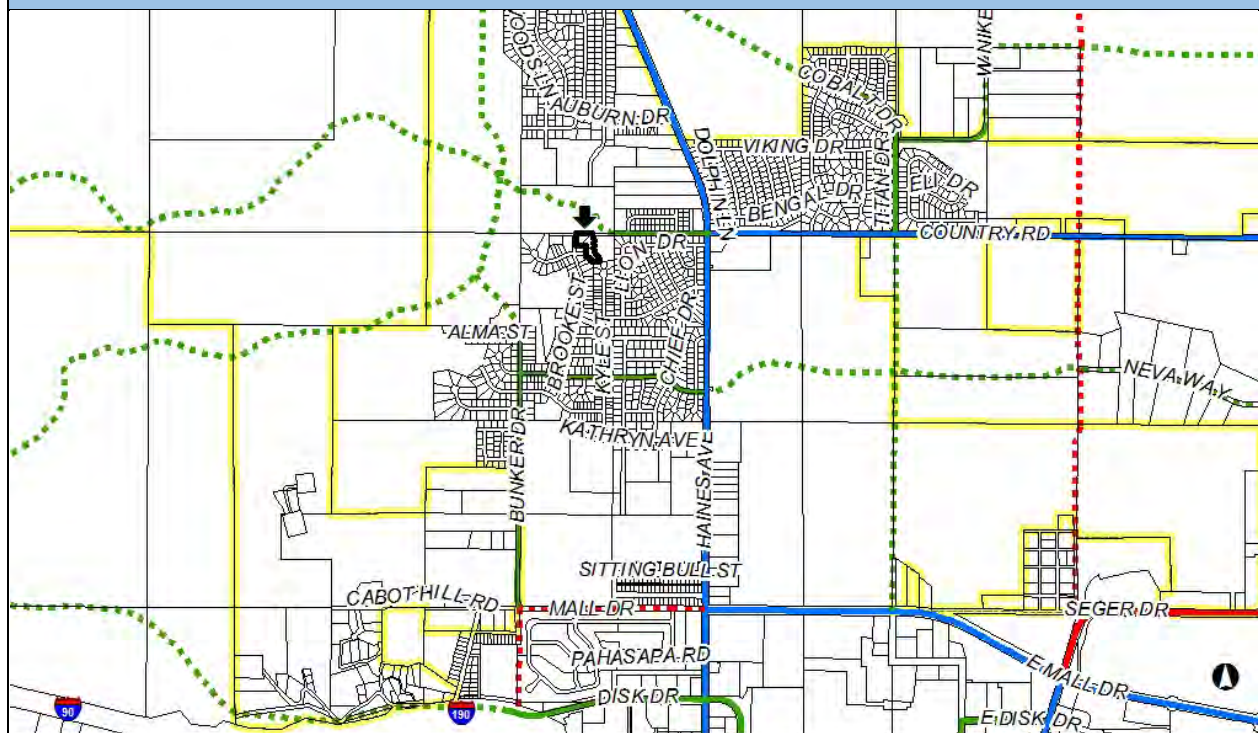 W NIKE
COBALT DR
AUBURN DR
DOLPHIN LN
VIKING DR
TITAN DR
ELI DR
BENGAL DR
COUNTRY RD
LION DR
BROOKE ST
KYLE ST
CHIEF DR
ALMA ST
NEVA WAY
KATHRYN AVE
BUNKER DR
HAINES AVE
SITTING BULL ST
CABOT HILL RD
MALL DR
SEGER DR
PAHASAPA RD
E MALL DR
DISK DR
90
190
E DISK DR